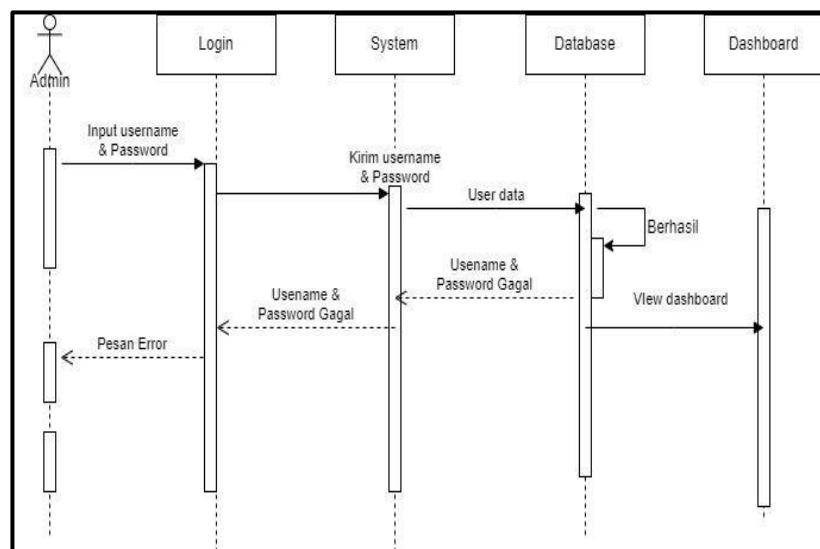 Login
System
Database
Dashboard
Admin
Input username
& Password
Kirim username
& Password
User data
Berhasil
Usename &
Password Gagal
Usename &
Password Gagal
VIew dashboard
Pesan Error